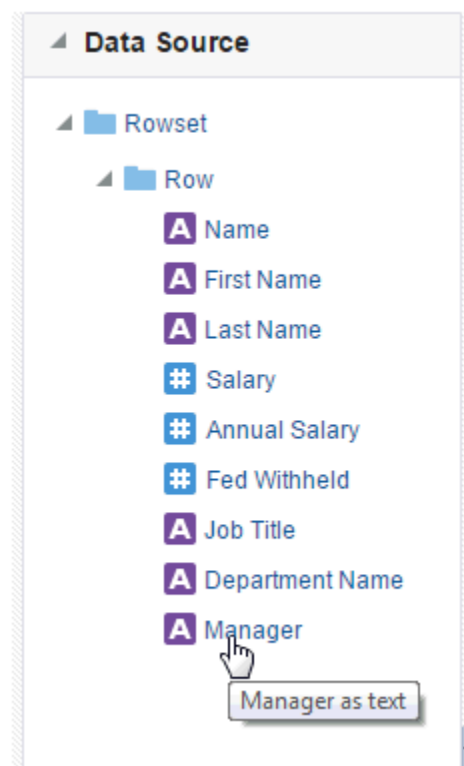 Data Source
Rowset
Row
A Name
A First Name
A Last Name
# Salary
# Annual Salary
# Fed Withheld
A Job Title
A Department Name
A Manager
Manager as text